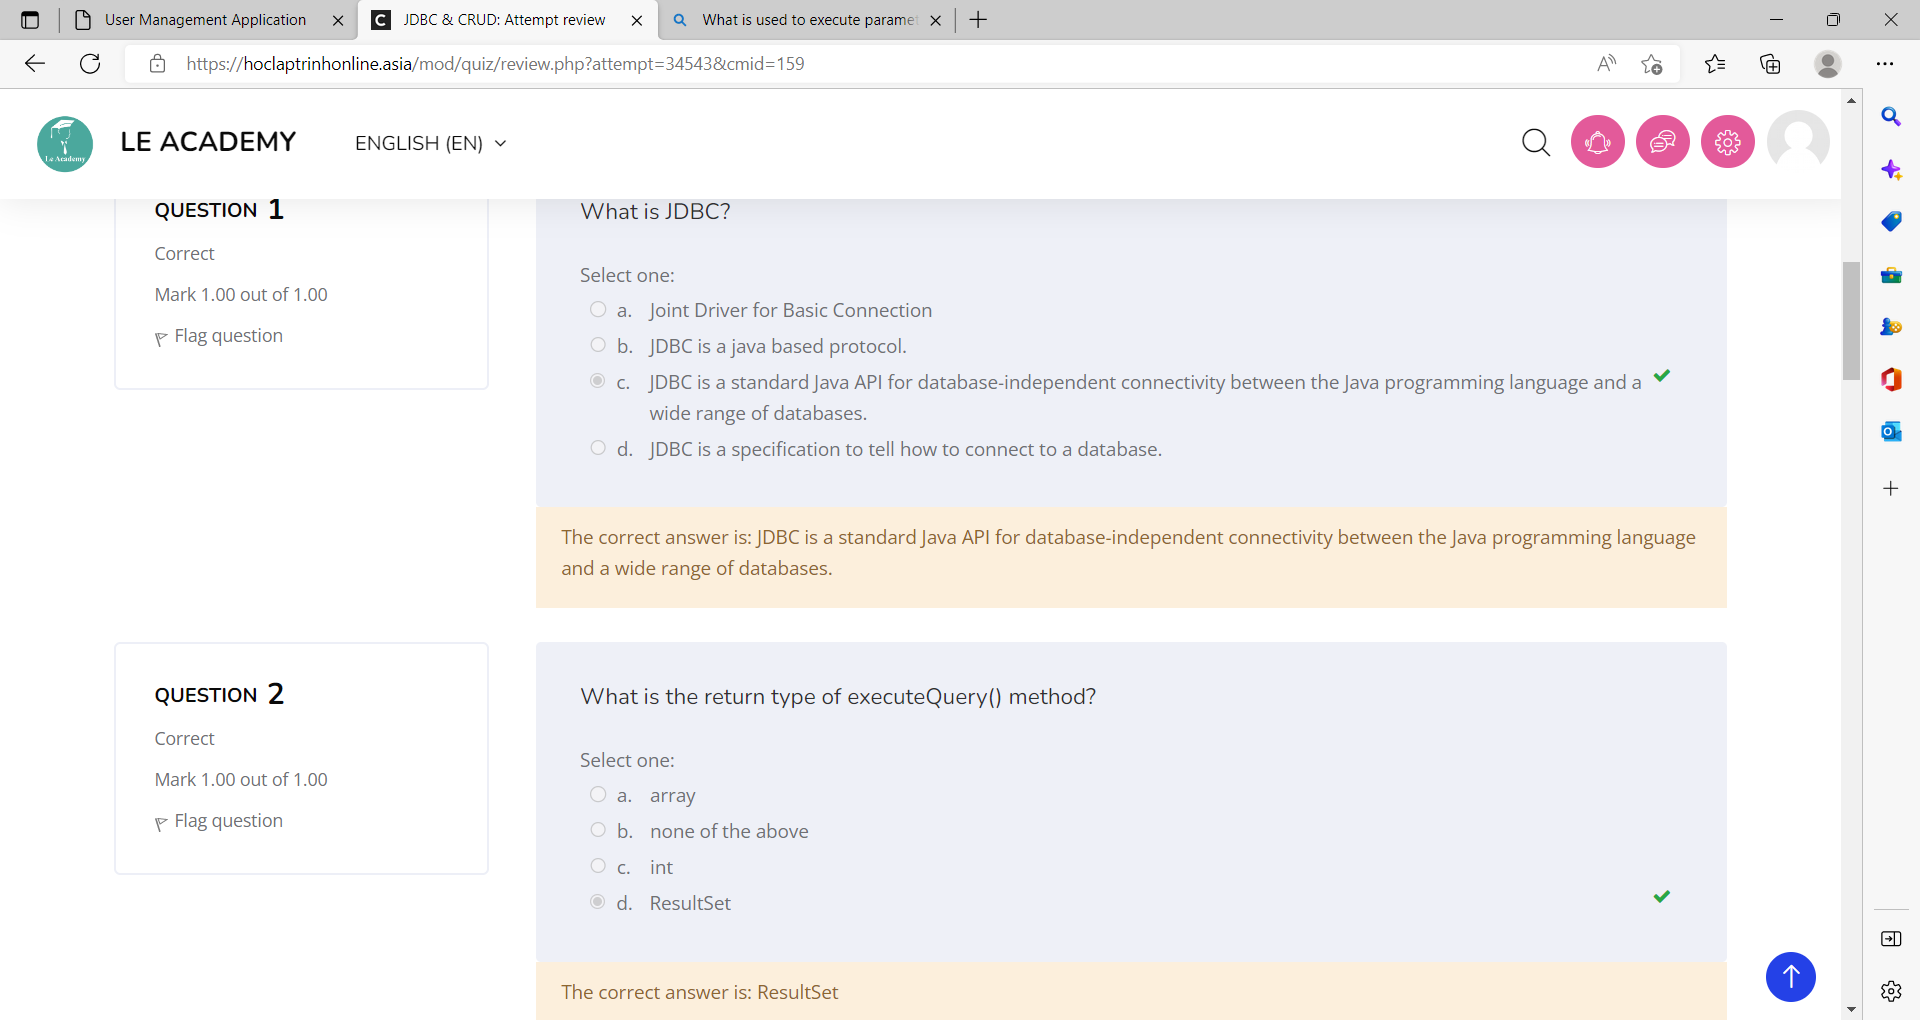 User Management Application
JDBC & CRUD: Attempt review
What is used to execute paramet
https://hoclaptrinhonline.asia/mod/quiz/review.php?attempt=34543&cmid=159
Le Academy
LE ACADEMY
ENGLISH (EN)
QUESTION 1
Correct
Mark 1.00 out of 1.00
Flag question
What is JDBC?
Select one:
a. Joint Driver for Basic Connection
b. JDBC is a java based protocol.
c. JDBC is a standard Java API for database-independent connectivity between the Java programming language and a
wide range of databases.
d. JDBC is a specification to tell how to connect to a database.
The correct answer is: JDBC is a standard Java API for database-independent connectivity between the Java programming language
and a wide range of databases.
QUESTION 2
Correct
Mark 1.00 out of 1.00
Flag question
What is the return type of executeQuery() method?
Select one:
a. array
b. none of the above
c. int
d. ResultSet
The correct answer is: ResultSet